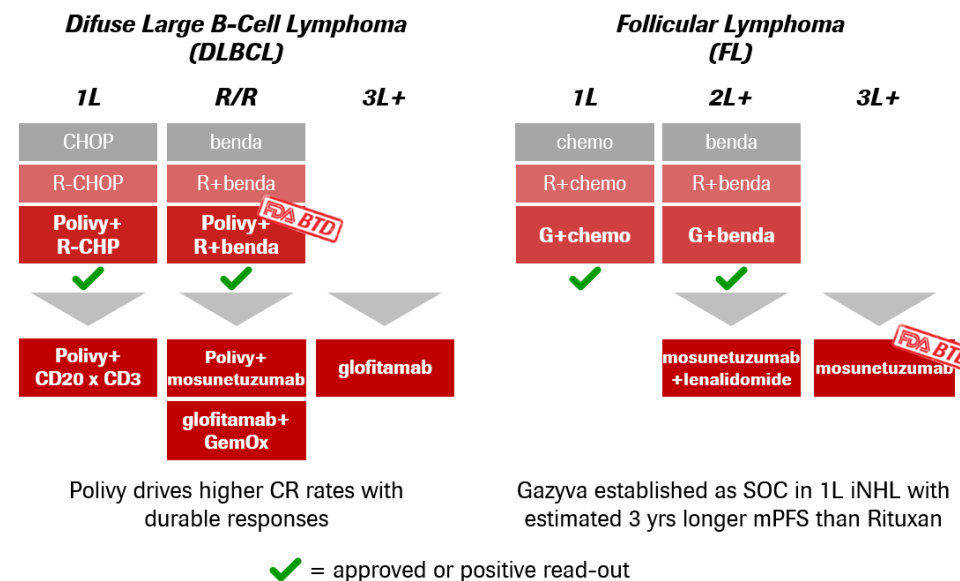 Difuse Large B-Cell Lymphoma
(DLBCL)
1L
R/R
3L+
CHOP
benda
R-CHOP
R+benda
Polivy+
R-CHP
Polivy+
R+benda
FDA BTD
Polivy+
CD20 x CD3
Polivy+
mosunetuzumab
glofitamab
glofitamab+
GemOx
Polivy drives higher CR rates with
durable responses
Follicular Lymphoma
(FL)
1L
2L+
3L+
chemo
benda
R+chemo
R+benda
G+chemo
G+benda
mosunetuzumab
+lenalidomide
mosunetuzumab
FDA BTD
Gazyva established as SOC in 1L iNHL with
estimated 3 yrs longer mPFS than Rituxan
= approved or positive read-out